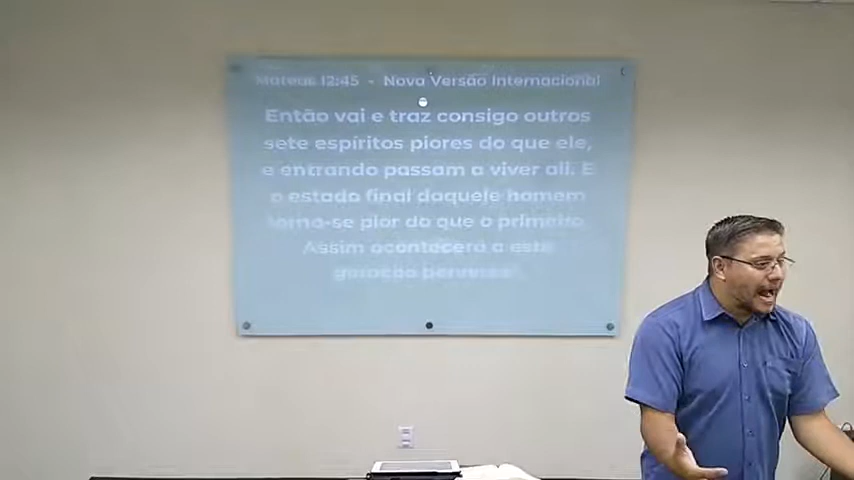 Mateus 12:45 - Nova Versão Internacional
Então vai e traz consigo outros
sete espíritos piores do que ele,
e entrando passam a viver ali. E
o estado final daquele homem
torna-se pior do que o primeiro.
Assim acontecerá a esta
geração perversa".